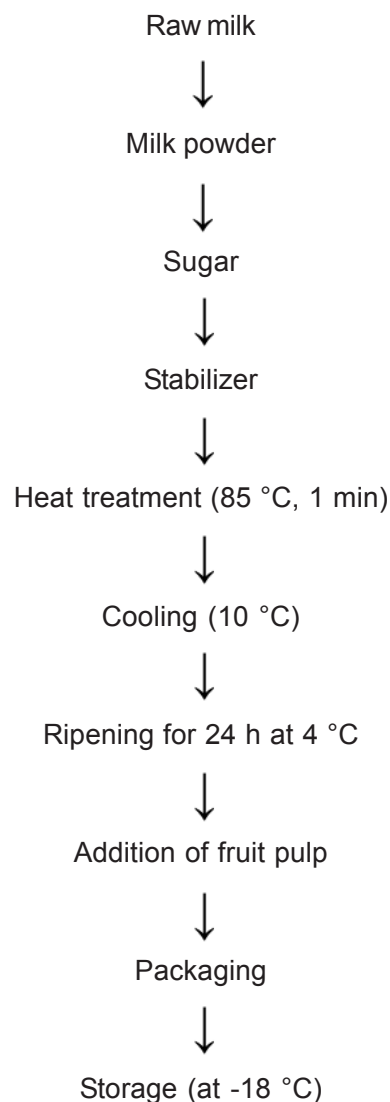 Raw milk
Milk powder
Sugar
Stabilizer
Heat treatment (85 °C, 1 min)
Cooling (10 °C)
Ripening for 24 h at 4 °C
Addition of fruit pulp
Packaging
Storage (at -18 °C)